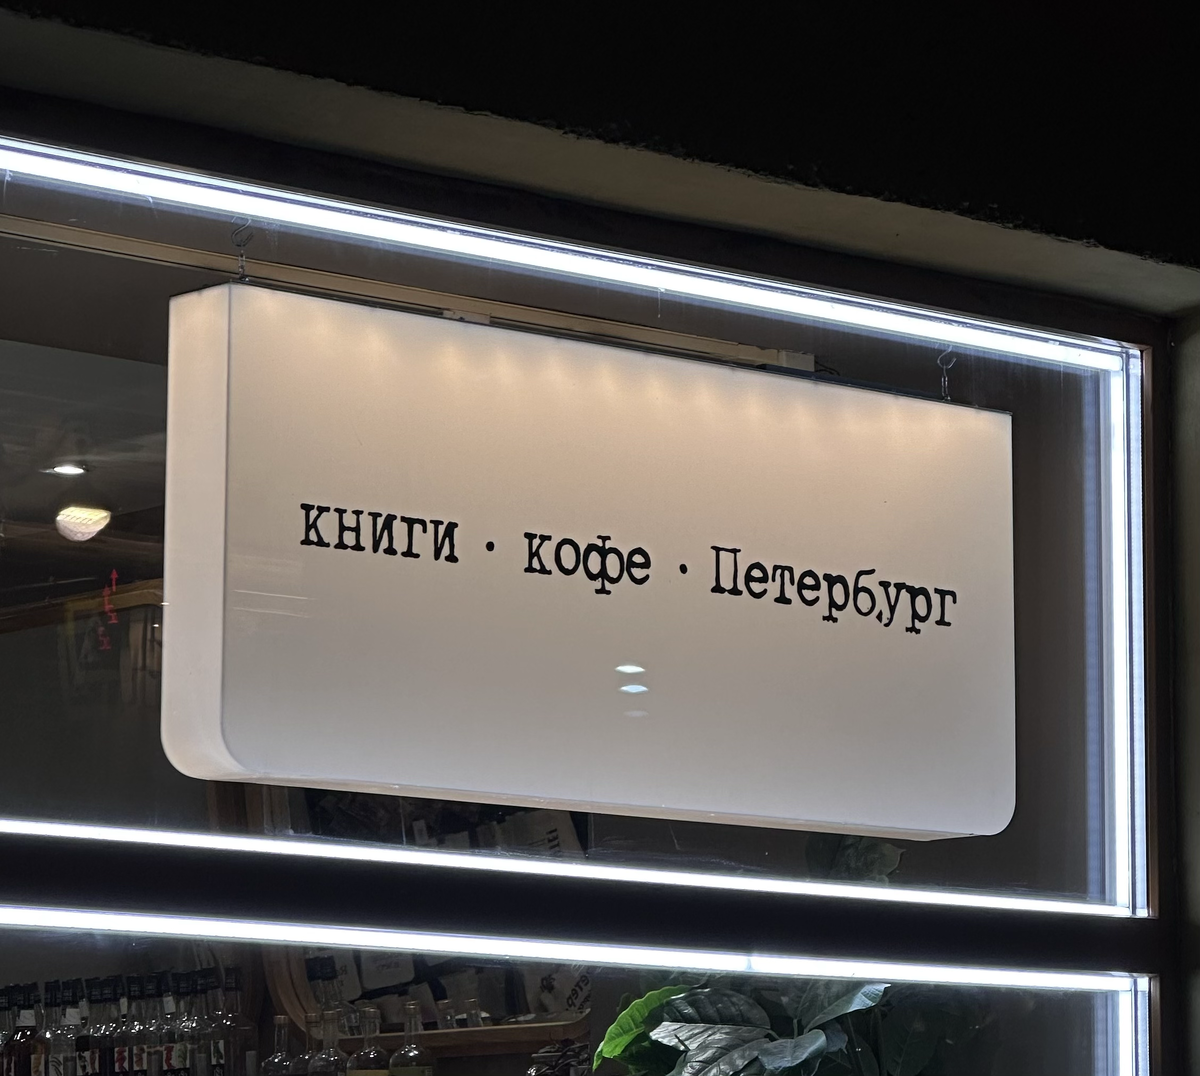 книги · кофе · Петербург